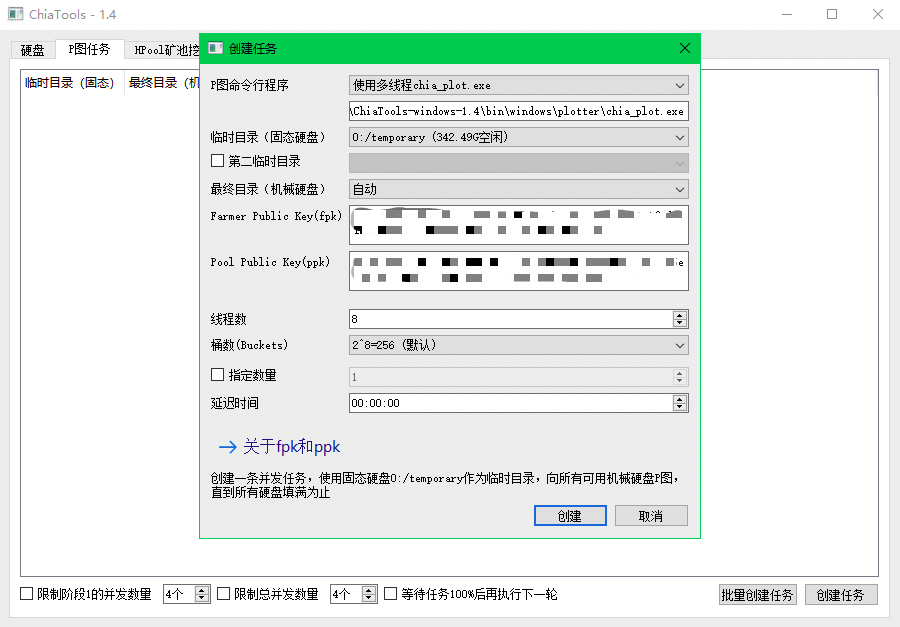 ChiaTools - 1.4
硬盘 P图任务 HPool矿池挖
临时目录（固态） 最终目录（机
创建任务
P图命令行程序 使用多线程chia_plot.exe
\ChiaTools-windows-1.4\bin\windows\plotter\chia_plot.exe
临时目录（固态硬盘） O:/temporary (342.49G空闲)
第二临时目录
最终目录（机械硬盘） 自动
Farmer Public Key(fpk)
Pool Public Key(ppk)
线程数 8
桶数(Buckets) 2^8=256 (默认)
指定数量 1
延迟时间 00:00:00
→ 关于fpk和ppk
创建一条并发任务，使用固态硬盘O:/temporary作为临时目录，向所有可用机械硬盘P图，
直到所有硬盘填满为止
创建 取消
限制阶段1的并发数量 4个 限制总并发数量 4个 等待任务100%后再执行下一轮 批量创建任务 创建任务